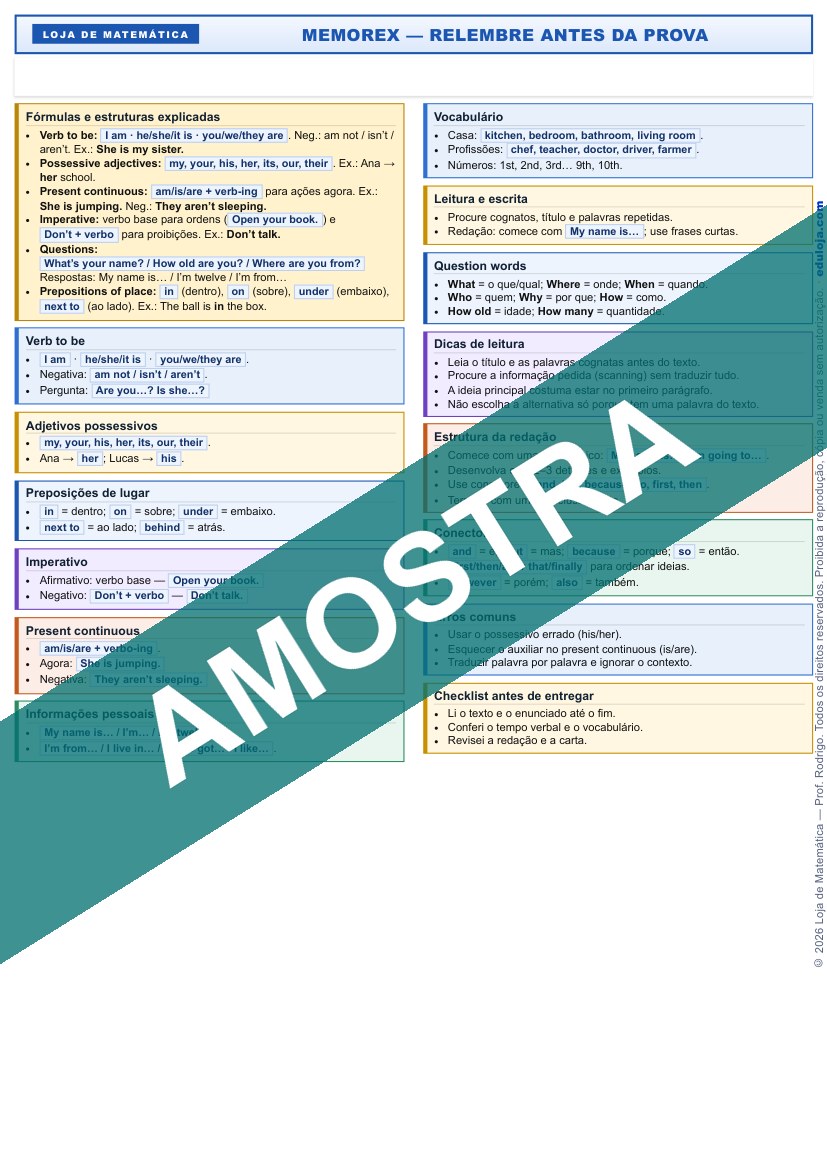 LOJA DE MATEMÁTICA
MEMOREX — RELEMBRE ANTES DA PROVA
Fórmulas e estruturas explicadas
• Verb to be: I am · he/she/it is · you/we/they are . Neg.: am not / isn't /
aren't. Ex.: She is my sister.
• Possessive adjectives: my, your, his, her, its, our, their . Ex.: Ana →
her school.
• Present continuous: am/is/are + verb-ing para ações agora. Ex.:
She is jumping. Neg.: They aren't sleeping.
• Imperative: verbo base para ordens ( Open your book. ) e
Don't + verbo para proibições. Ex.: Don't talk.
• Questions:
What's your name? / How old are you? / Where are you from?
Respostas: My name is… / I'm twelve / I'm from…
• Prepositions of place: in (dentro), on (sobre), under (embaixo),
next to (ao lado). Ex.: The ball is in the box.
Verb to be
• I am · he/she/it is · you/we/they are .
• Negativa: am not / isn't / aren't .
• Pergunta: Are you…? Is she…?
Adjetivos possessivos
• my, your, his, her, its, our, their .
• Ana → her ; Lucas → his .
Preposições de lugar
• in = dentro; on = sobre; under = embaixo.
• next to = ao lado; behind = atrás.
Imperativo
• Afirmativo: verbo base — Open your book.
• Negativo: Don't + verbo — Don't talk.
Present continuous
• am/is/are + verbo-ing .
• Agora: She is jumping.
• Negativa: They aren't sleeping.
Informações pessoais
• My name is… / I'm… /
• I'm from… / I live in… / got… like… .
Vocabulário
• Casa: kitchen, bedroom, bathroom, living room .
• Profissões: chef, teacher, doctor, driver, farmer .
• Números: 1st, 2nd, 3rd… 9th, 10th.
Leitura e escrita
• Procure cognatos, título e palavras repetidas.
• Redação: comece com My name is… ; use frases curtas.
Question words
• What = o que/qual; Where = onde; When = quando.
• Who = quem; Why = por que; How = como.
• How old = idade; How many = quantidade.
Dicas de leitura
• Leia o título e as palavras cognatas antes do texto.
• Procure a informação pedida (scanning) sem traduzir tudo.
• A ideia principal costuma estar no primeiro parágrafo.
• Não escolha a alternativa só porque tem uma palavra do texto.
Estrutura da redação
• Comece com going to… .
• Desenvolva detalhes e
• Use because, so, first, then .
• com
• and = = mas; because = porque; so = então.
that/finally para ordenar ideias.
• = porém; also = também.
comuns
• Usar o possessivo errado (his/her).
• Esquecer o auxiliar no present continuous (is/are).
• Traduzir palavra por palavra e ignorar o contexto.
Checklist antes de entregar
• Li o texto e o enunciado até o fim.
• Conferi o tempo verbal e o vocabulário.
• Revisei a redação e a carta.
AMOSTRA
© 2026 Loja de Matemática — Prof. Rodrigo. Todos os direitos reservados. Proibida a reprodução, cópia ou venda sem autorização. · eduloja.com